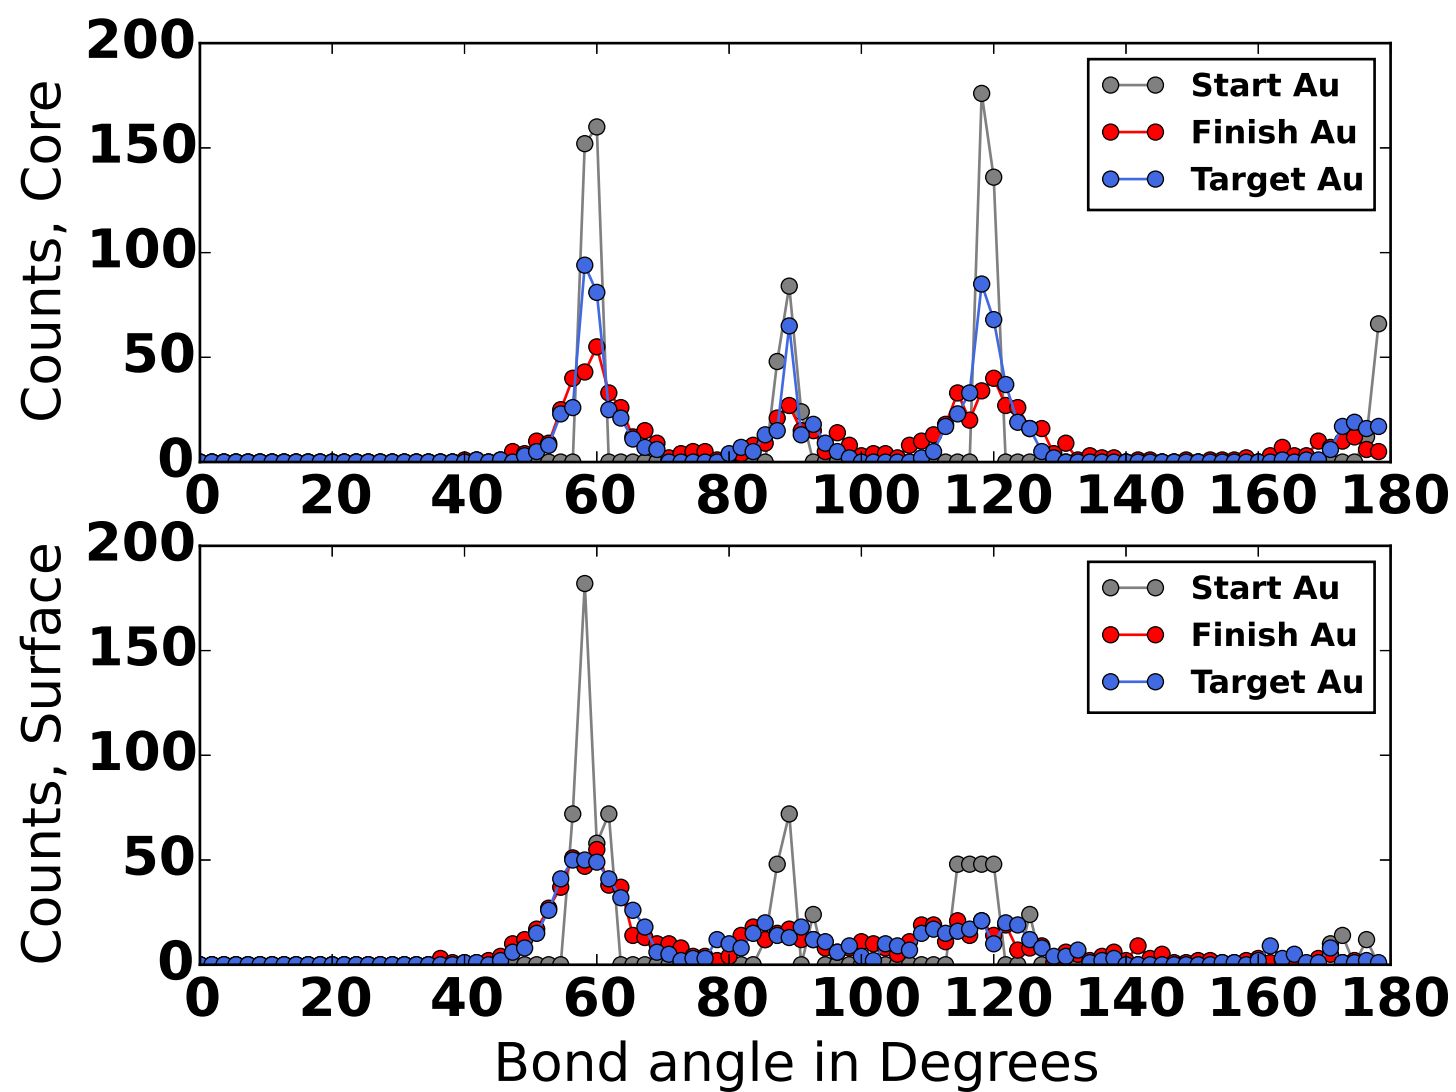 200
150
100
50
0
Counts, Core
Start Au
Finish Au
Target Au
0 20 40 60 80 100 120 140 160 180
200
150
100
50
0
Counts, Surface
Start Au
Finish Au
Target Au
0 20 40 60 80 100 120 140 160 180
Bond angle in Degrees